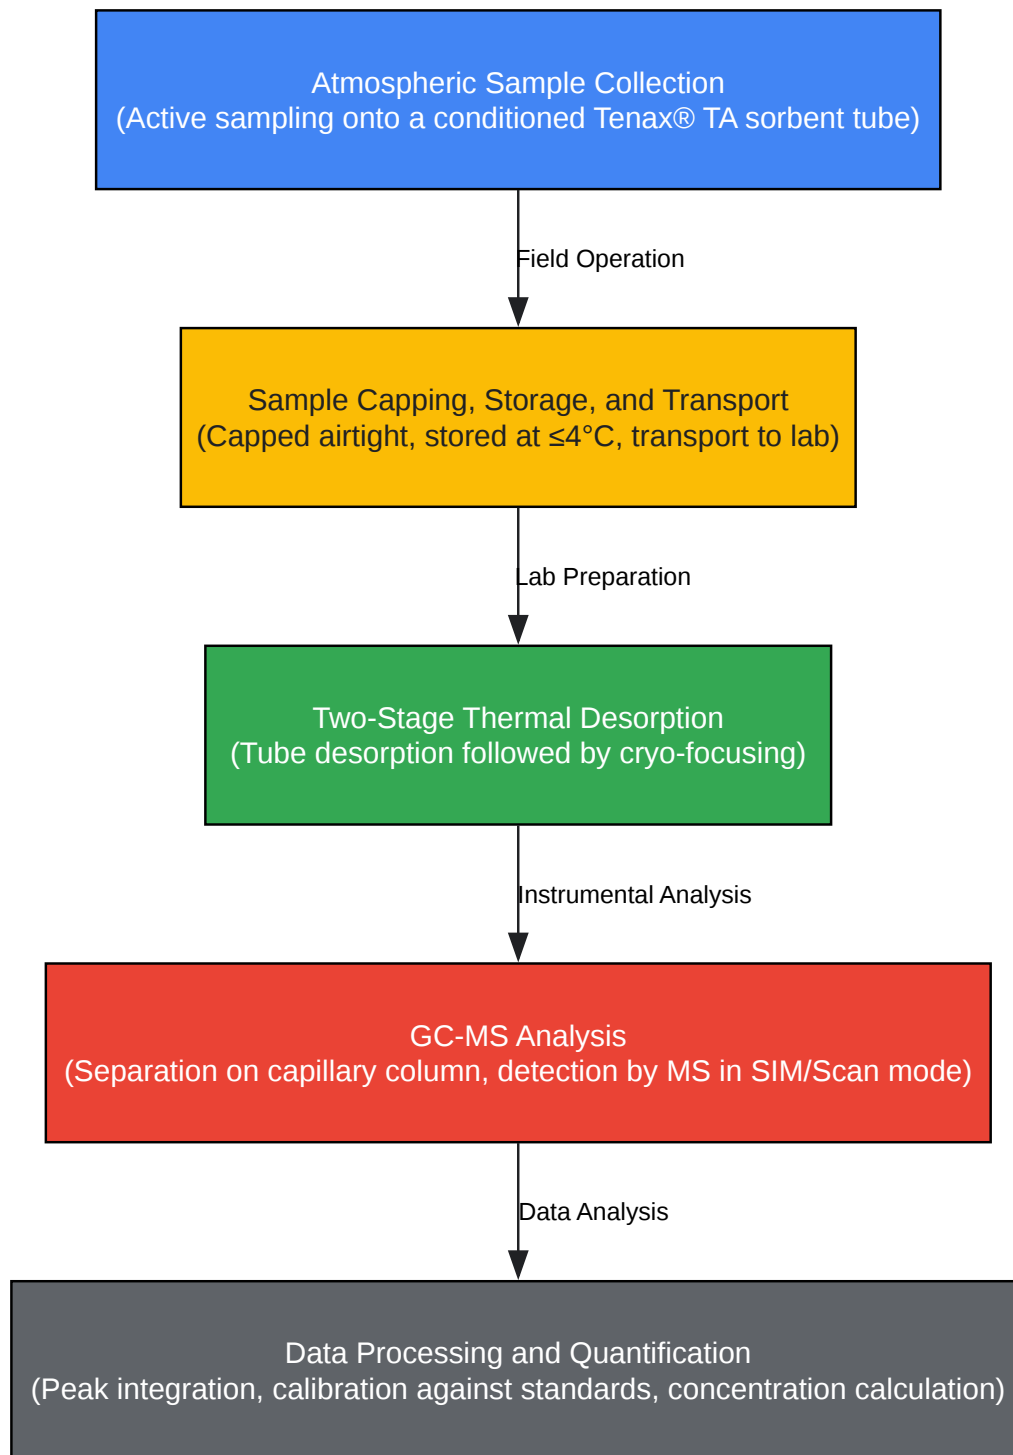 Atmospheric Sample Collection
(Active sampling onto a conditioned Tenax® TA sorbent tube)
Field Operation
Sample Capping, Storage, and Transport
(Capped airtight, stored at ≤4°C, transport to lab)
Lab Preparation
Two-Stage Thermal Desorption
(Tube desorption followed by cryo-focusing)
Instrumental Analysis
GC-MS Analysis
(Separation on capillary column, detection by MS in SIM/Scan mode)
Data Analysis
Data Processing and Quantification
(Peak integration, calibration against standards, concentration calculation)